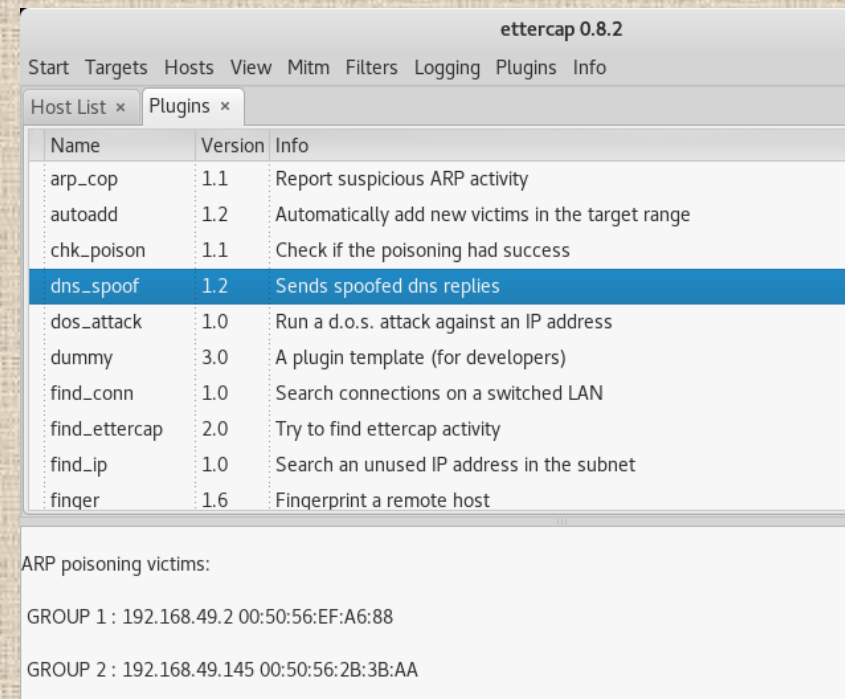 ettercap 0.8.2
Start Targets Hosts View Mitm Filters Logging Plugins Info
Host List × Plugins ×
Name Version Info
arp_cop 1.1 Report suspicious ARP activity
autoadd 1.2 Automatically add new victims in the target range
chk_poison 1.1 Check if the poisoning had success
dns_spoof 1.2 Sends spoofed dns replies
dos_attack 1.0 Run a d.o.s. attack against an IP address
dummy 3.0 A plugin template (for developers)
find_conn 1.0 Search connections on a switched LAN
find_ettercap 2.0 Try to find ettercap activity
find_ip 1.0 Search an unused IP address in the subnet
finger 1.6 Fingerprint a remote host
ARP poisoning victims:
GROUP 1 : 192.168.49.2 00:50:56:EF:A6:88
GROUP 2 : 192.168.49.145 00:50:56:2B:3B:AA